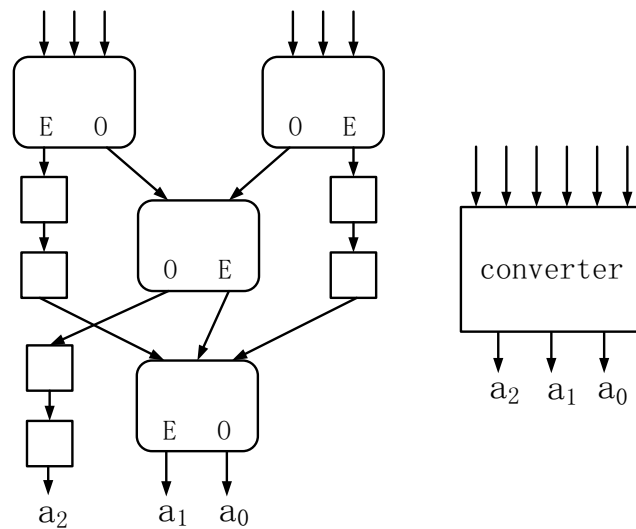 E O
O E
O E
converter
E O
a₂ a₁ a₀
a₂ a₁ a₀